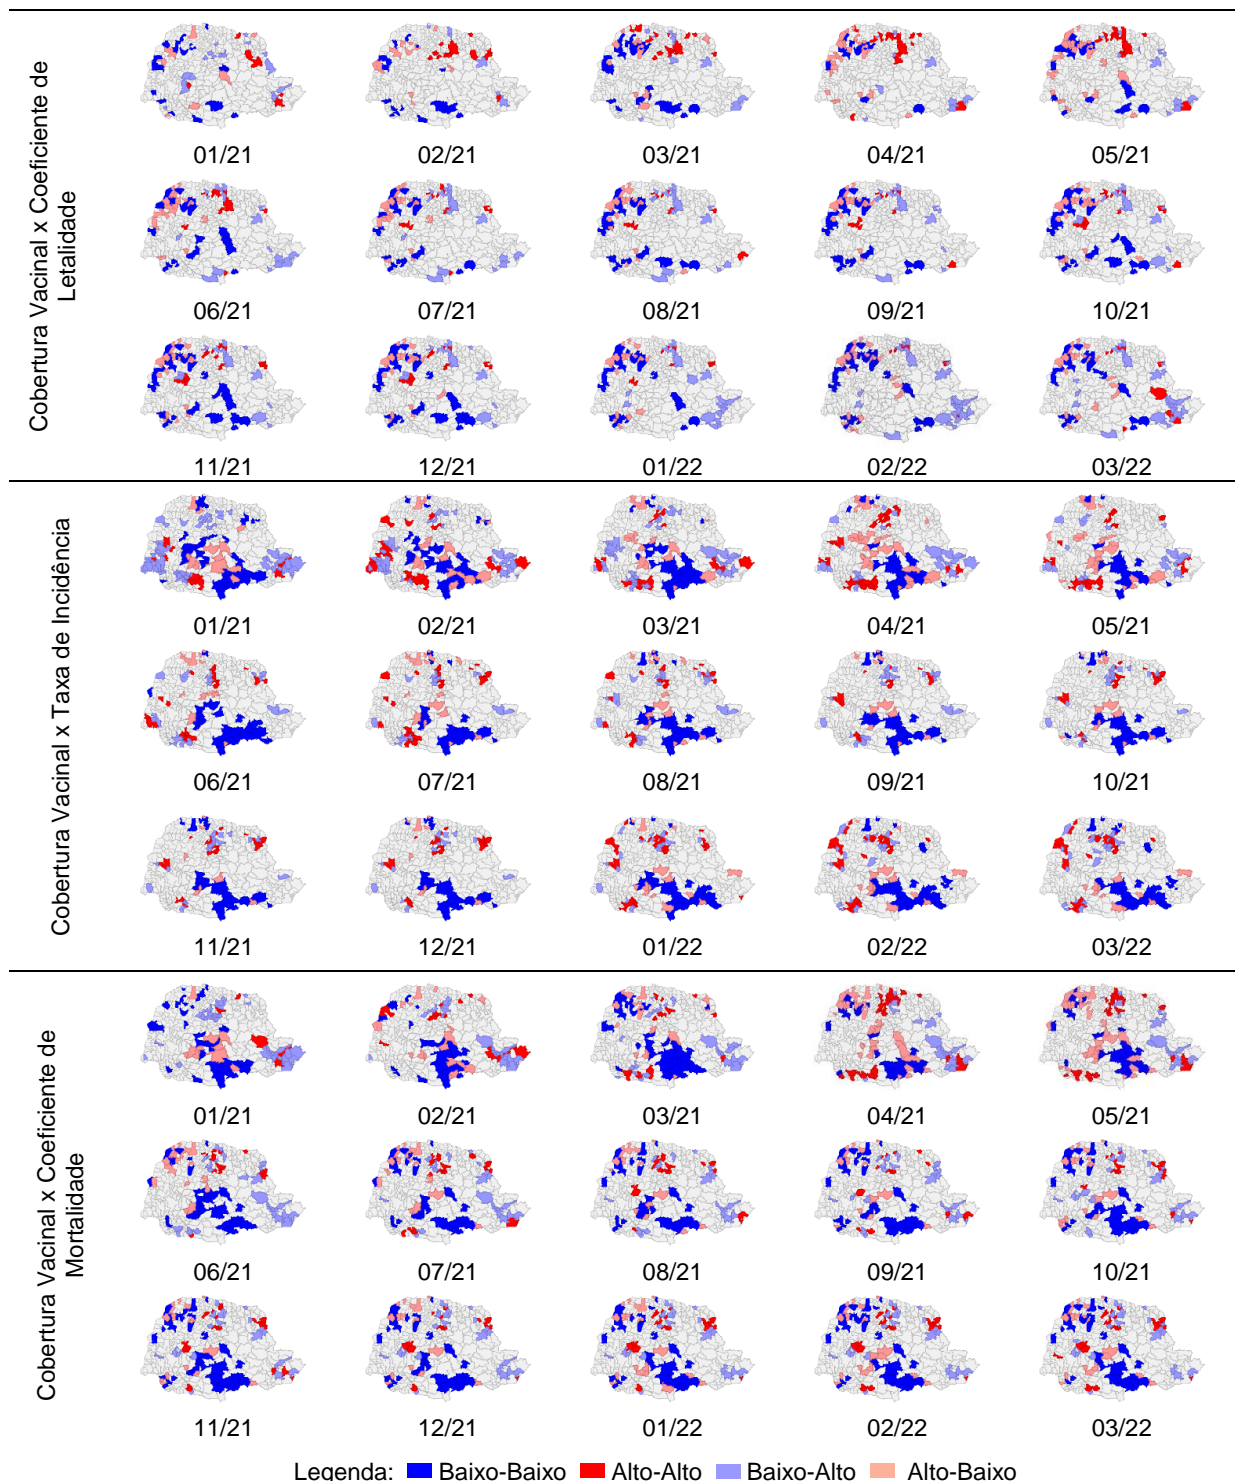 Cobertura Vacinal x Coeficiente de
Letalidade
01/21 02/21 03/21 04/21 05/21
06/21 07/21 08/21 09/21 10/21
11/21 12/21 01/22 02/22 03/22
Cobertura Vacinal x Taxa de Incidência
01/21 02/21 03/21 04/21 05/21
06/21 07/21 08/21 09/21 10/21
11/21 12/21 01/22 02/22 03/22
Cobertura Vacinal x Coeficiente de
Mortalidade
01/21 02/21 03/21 04/21 05/21
06/21 07/21 08/21 09/21 10/21
11/21 12/21 01/22 02/22 03/22
Legenda: Baixo-Baixo Alto-Alto Baixo-Alto Alto-Baixo